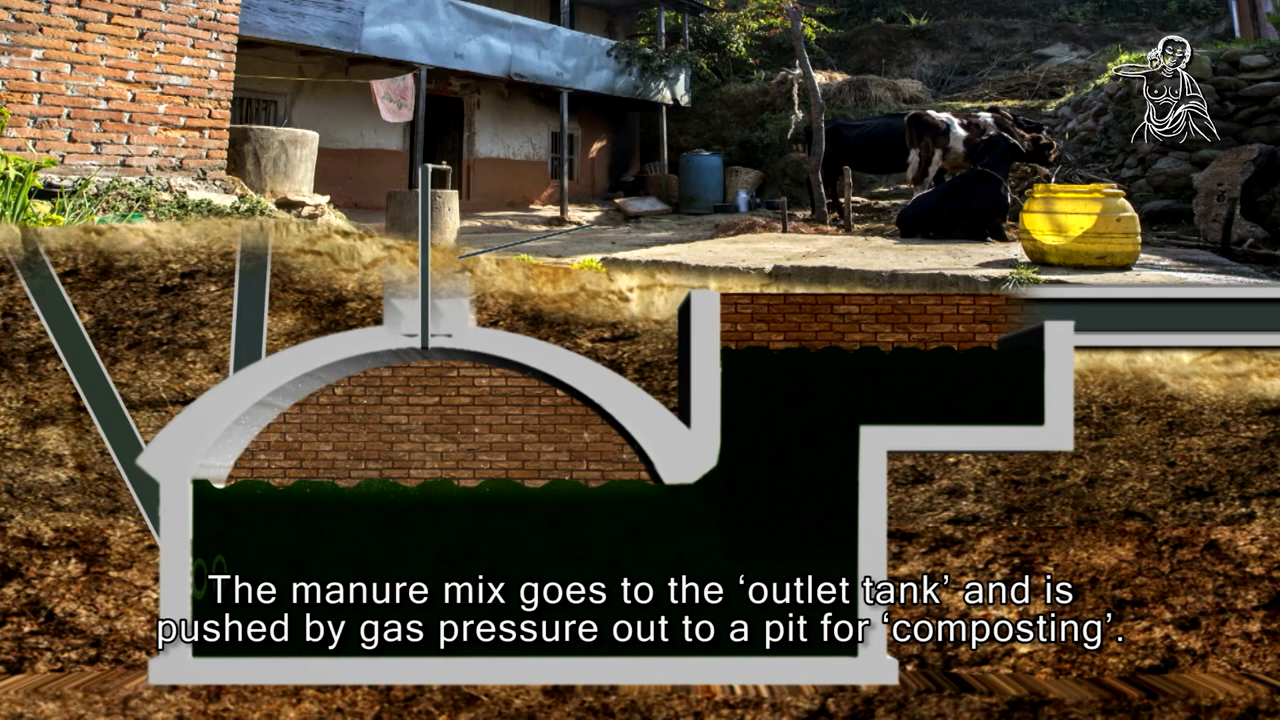 The manure mix goes to the ‘outlet tank’ and is
pushed by gas pressure out to a pit for ‘composting’.